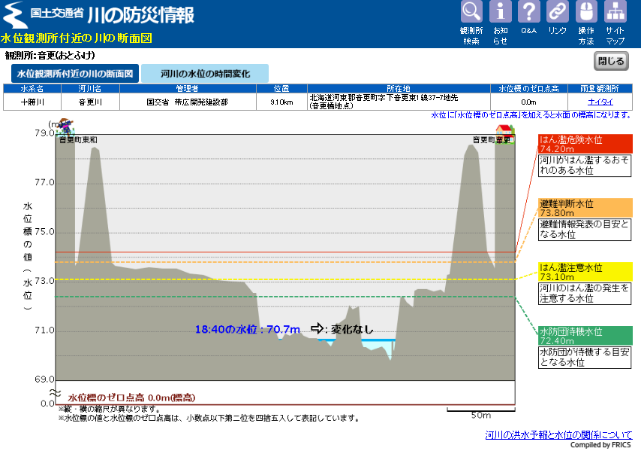 国土交通省 川の防災情報
観測所検索
お知らせ
Q&A
リンク
操作方法
サイトマップ
水位観測所付近の川の断面図
観測所:音更(おとふけ)
閉じる
水位観測所付近の川の断面図
河川の水位の時間変化
水系名 河川名 管理者 位置 所在地 水位標のゼロ点高 雨量観測所
十勝川 音更川 国交省 帯広開発建設部 9.10km 北海道河東郡音更町字下音更東1線37-7地先 0.0m ナイタイ
(音更橋地点)
水位に「水位標のゼロ点高」を加えると水面の標高になります。
(m)
79.0
77.0
75.0
73.0
71.0
69.0
0.0
水位標の値(水位)
音更町東和
音更町音更
はん濫危険水位
74.20m
河川がはん濫するおそれのある水位
避難判断水位
73.80m
避難情報発表の目安となる水位
はん濫注意水位
73.10m
河川のはん濫の発生を注意する水位
水防団待機水位
72.40m
水防団が待機する目安となる水位
18:40の水位:70.7m ⇨:変化なし
水位標のゼロ点高 0.0m(標高)
※縦・横の縮尺が異なります。
※水位標の値と水位標のゼロ点高は、小数点以下第二位を四捨五入して表記しています。
50m
河川の洪水予報と水位の関係について
Compiled by FRICS